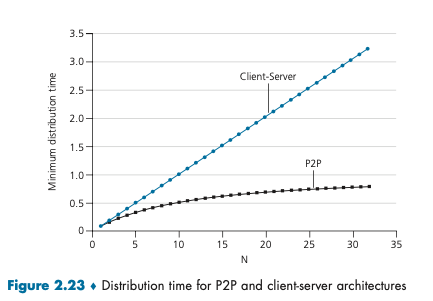 3.5
3.0
Client-Server
2.5
2.0
Minimum distribution time
1.5
P2P
1.0
0.5
0
0 5 10 15 20 25 30 35
N
Figure 2.23 ♦ Distribution time for P2P and client-server architectures